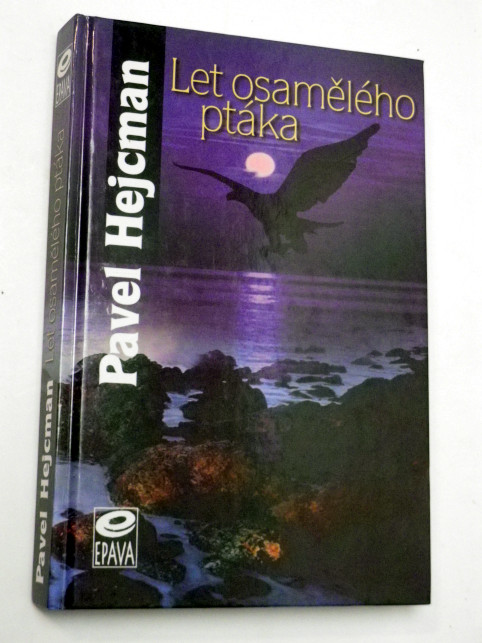 Let osamělého
ptáka
Pavel Hejcman
EPAVA
EPAVA
Let osamělého ptáka
Pavel Hejcman